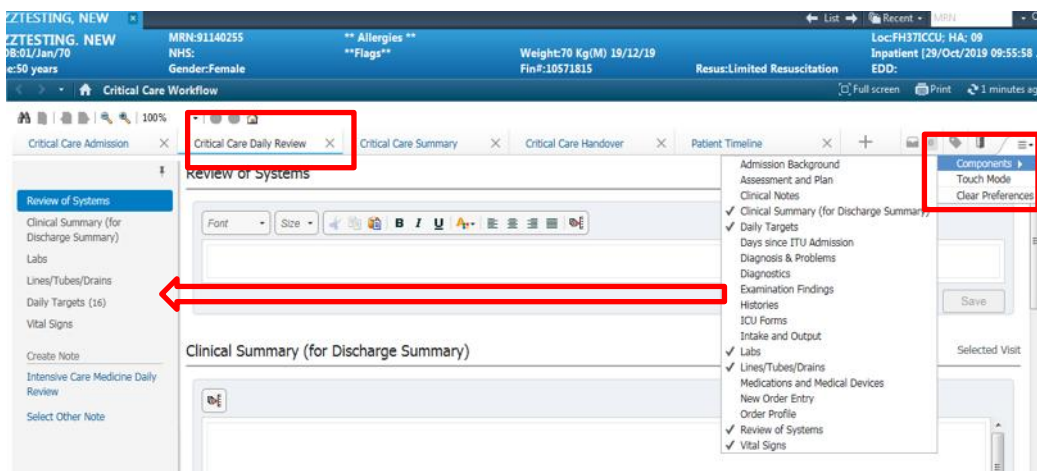 ZZTESTING, NEW List Recent MRN
ZZTESTING. NEW MRN:91140255 ** Allergies ** Loc:FH37ICCU; HA; 09
DOB:01/Jan/70 NHS: **Flags** Weight:70 Kg(M) 19/12/19 Inpatient [29/Oct/2019 09:55:58
e:50 years Gender:Female Fin#:10571815 Resus:Limited Resuscitation EDD:
Critical Care Workflow Full screen Print 1 minutes ag
100%
Critical Care Admission Critical Care Daily Review Critical Care Summary Critical Care Handover Patient Timeline
Components
Touch Mode
Clear Preferences
Review of Systems
Clinical Summary (for
Discharge Summary)
Labs
Lines/Tubes/Drains
Daily Targets (16)
Vital Signs
Create Note
Intensive Care Medicine Daily
Review
Select Other Note
Review of Systems
Font Size B I U A
Save
Clinical Summary (for Discharge Summary) Selected Visit
Admission Background
Assessment and Plan
Clinical Notes
✓ Clinical Summary (for Discharge Summary)
✓ Daily Targets
Days since ITU Admission
Diagnosis & Problems
Diagnostics
Examination Findings
Histories
ICU Forms
Intake and Output
✓ Labs
✓ Lines/Tubes/Drains
Medications and Medical Devices
New Order Entry
Order Profile
✓ Review of Systems
✓ Vital Signs